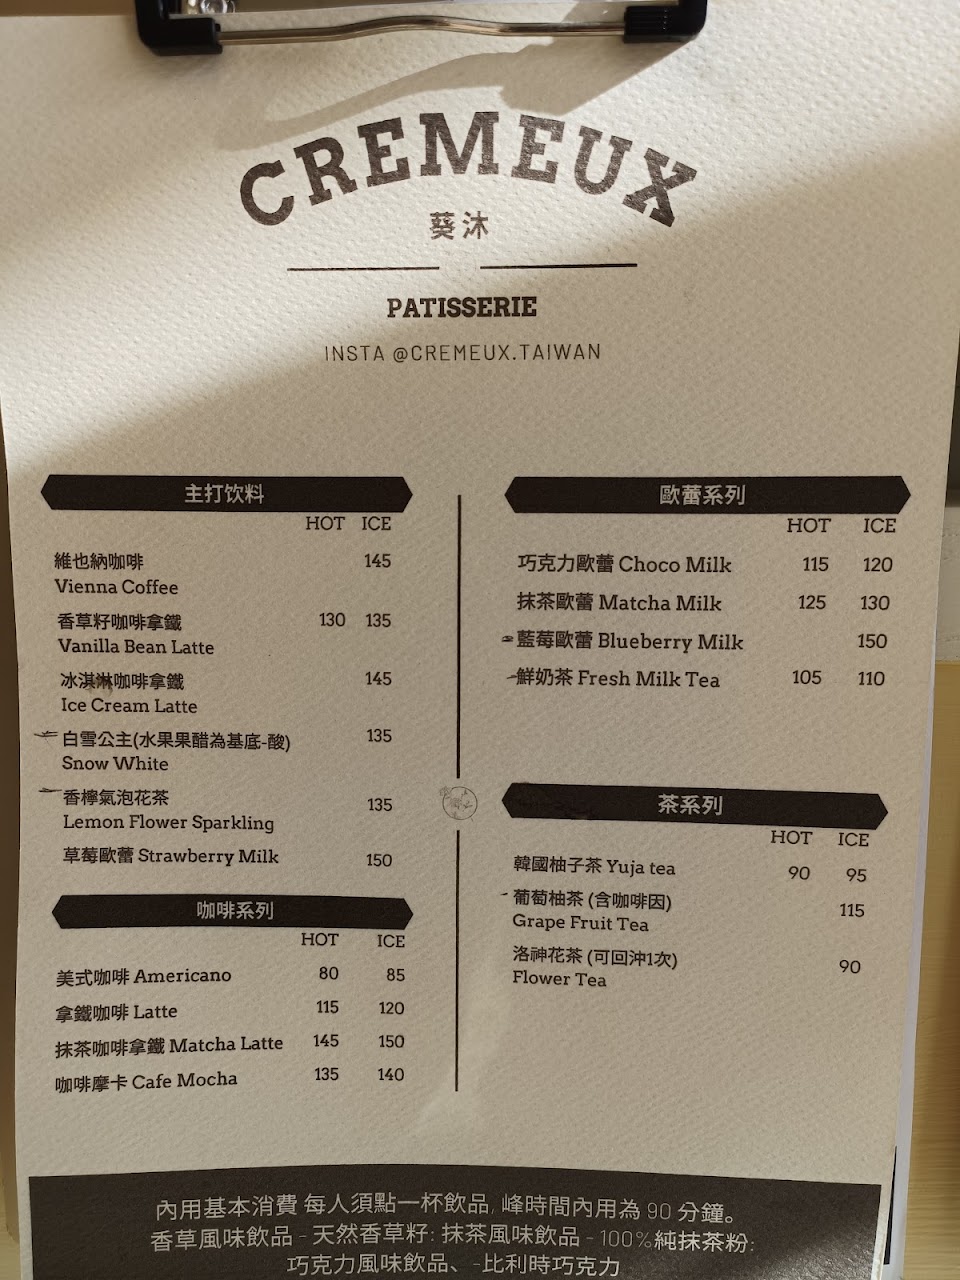 CREMEUX
葵沐
PATISSERIE
INSTA @CREMEUX.TAIWAN
主打饮料
HOT ICE
維也納咖啡 145
Vienna Coffee
香草籽咖啡拿鐵 130 135
Vanilla Bean Latte
冰淇淋咖啡拿鐵 145
Ice Cream Latte
白雪公主(水果果醋為基底-酸) 135
Snow White
香檸氣泡花茶 135
Lemon Flower Sparkling
草莓歐蕾 Strawberry Milk 150
咖啡系列
HOT ICE
美式咖啡 Americano 80 85
拿鐵咖啡 Latte 115 120
抹茶咖啡拿鐵 Matcha Latte 145 150
咖啡摩卡 Cafe Mocha 135 140
歐蕾系列
HOT ICE
巧克力歐蕾 Choco Milk 115 120
抹茶歐蕾 Matcha Milk 125 130
藍莓歐蕾 Blueberry Milk 150
鮮奶茶 Fresh Milk Tea 105 110
茶系列
HOT ICE
韓國柚子茶 Yuja tea 90 95
葡萄柚茶 (含咖啡因) 115
Grape Fruit Tea
洛神花茶 (可回沖1次) 90
Flower Tea
內用基本消費 每人須點一杯飲品, 峰時間內用為 90 分鐘。
香草風味飲品 - 天然香草籽: 抹茶風味飲品 - 100%純抹茶粉:
巧克力風味飲品、-比利時巧克力